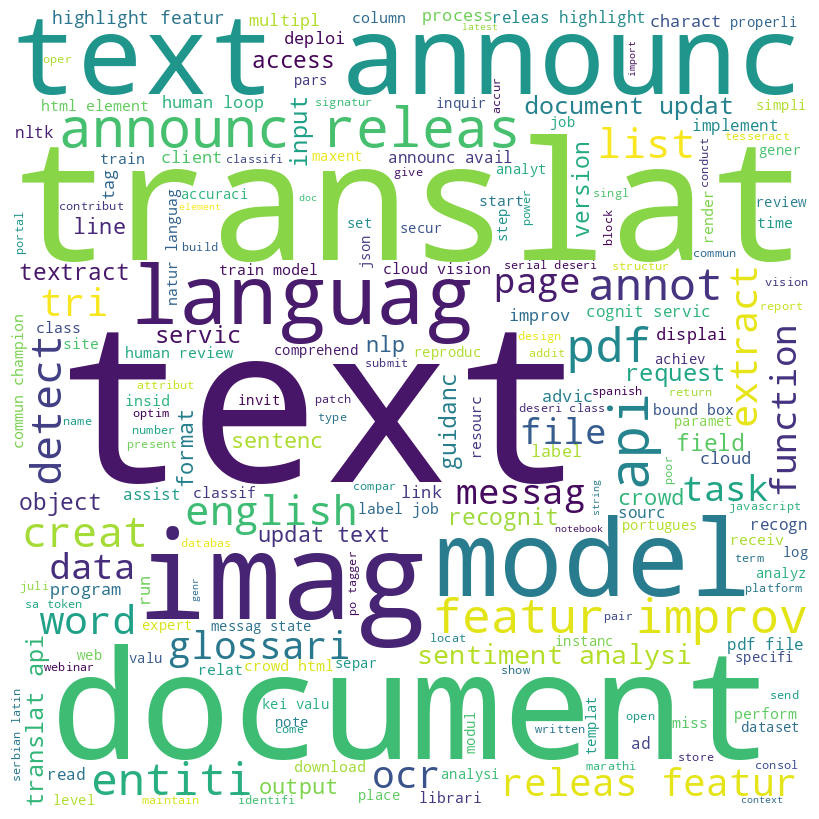 highlight featur
multipl
column
process
releas highlight
charact
properli
latest
oper
text announc
deploi
access
pars
import
html element
human loop
signatur
inquir
accur
document updat
simpli
nltk
announc releas
input
job
implement
tesseract
list
train
client
classifi
maxent
announc avail
analyt
version
conduct
gener
tag
contribut
accuraci
give
singl
review
translat
element
doc
power
block
render
time
line
set
start
step
portal
natur languag
build
json
secur
commun
textract
train model
cloud vision
serial deseri
structur
vision
tri
languag
page
annot
extract
report
class
servic
improv
cognit servic
design
site
human review
comprehend
nlp
reproduc
addit
pdf
displai
commun champion
detect
text
submit
achiev
request
function
attribut
insid
optim
invit
patch
type
resourc
advic
spanish
return
deseri class
bound box
name
number
present
format
sentenc
guidanc
file
api
paramet
label
field
poor
cloud
object
assist
classif
link
compar
string
messag
crowd
task
javascript
label job
english
recognit
sourc
portugues
recogn
creat
updat text
notebook
receiv
log
databas
imag
model
term
analyz
data
juli
program
run
genr
po tagger
platform
sa token
expert
messag state
featur improv
word
pair
glossari
locat
instanc
pdf file
web
webinar
valu
crowd html
separ
sentiment analysi
specifi
relat
show
translat api
document
serbian latin
kei valu
note
come
modul
written
templat
open
send
miss
perform
dataset
ad
read
entiti
ocr
download
analysi
marathi
store
consol
output
place
librari
releas featur
level
maintain
identifi
context